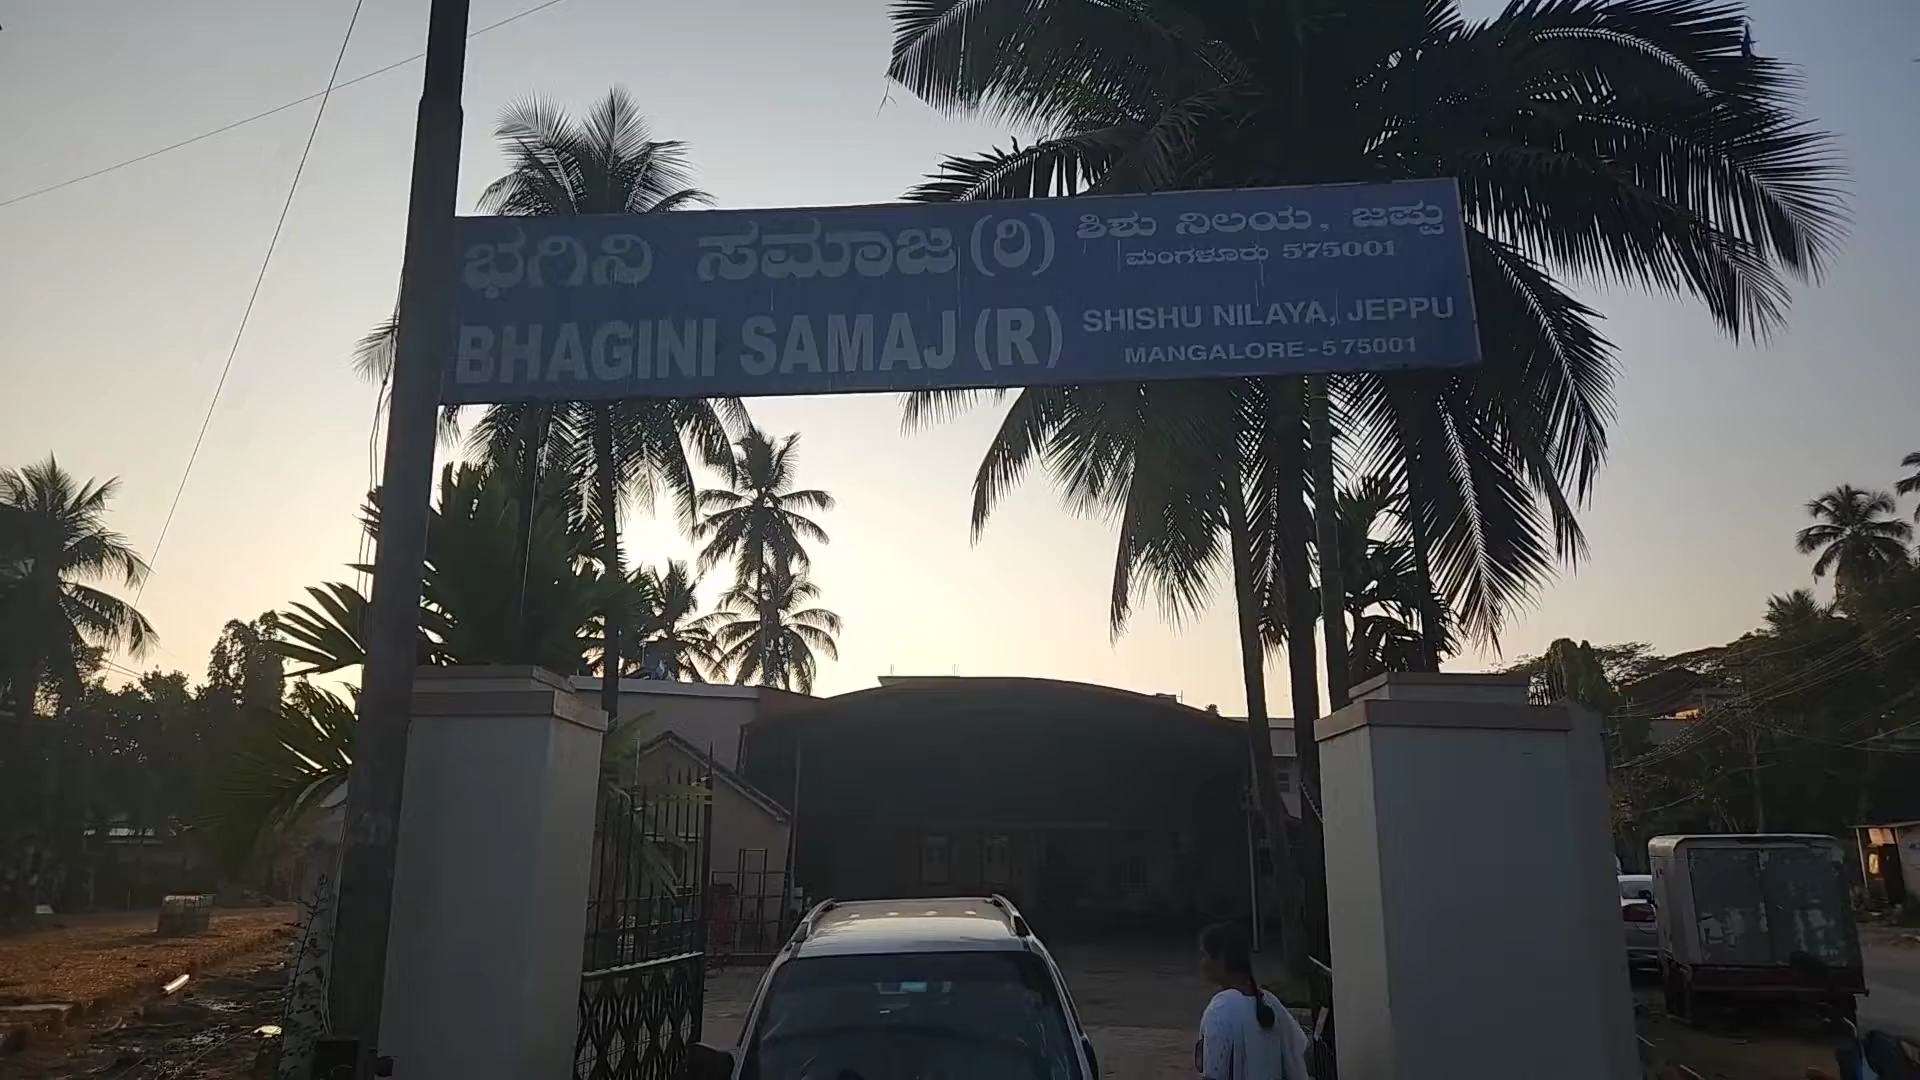 ಭಗಿನಿ ಸಮಾಜ (ರಿ)
ಶಿಶು ನಿಲಯ, ಜಪ್ಪು
ಮಂಗಳೂರು 575001
BHAGINI SAMAJ (R)
SHISHU NILAYA, JEPPU
MANGALORE-575001